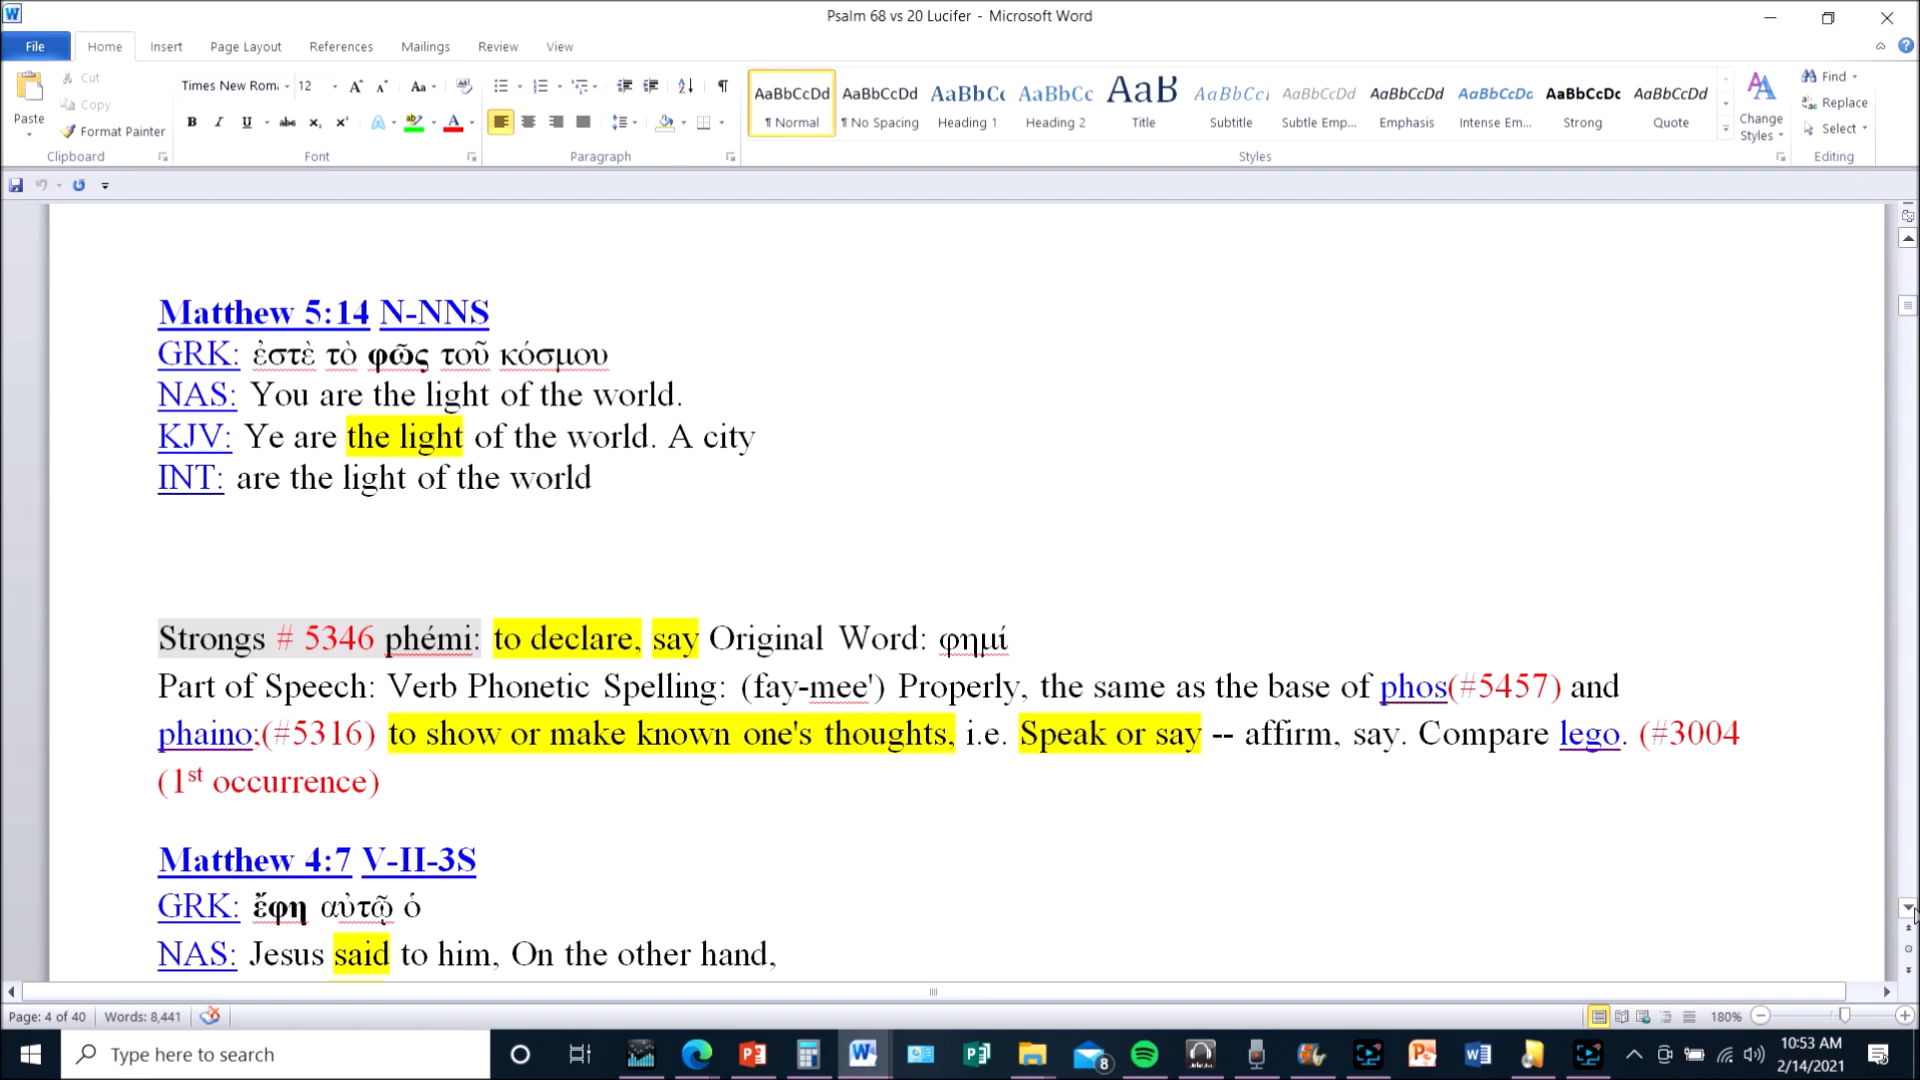 Psalm 68 vs 20 Lucifer - Microsoft Word
File Home Insert Page Layout References Mailings Review View
Paste
Cut
Copy
Format Painter
Clipboard
Times New Rom 12
Font
Paragraph
AaBbCcDd AaBbCcDd AaBbCc AaBbCc AaB AaBbCcI AaBbCcDd AaBbCcDd AaBbCcDc AaBbCcDc AaBbCcDd
¶ Normal ¶ No Spacing Heading 1 Heading 2 Title Subtitle Subtle Emp... Emphasis Intense Em... Strong Quote
Styles
Change Styles
Find
Replace
Select
Editing
Matthew 5:14 N-NNS
GRK: ἐστὲ τὸ φῶς τοῦ κόσμου
NAS: You are the light of the world.
KJV: Ye are the light of the world. A city
INT: are the light of the world
Strongs # 5346 phémi: to declare, say Original Word: φημί
Part of Speech: Verb Phonetic Spelling: (fay-mee') Properly, the same as the base of phos(#5457) and
phaino;(#5316) to show or make known one's thoughts, i.e. Speak or say -- affirm, say. Compare lego. (#3004
(1st occurrence)
Matthew 4:7 V-II-3S
GRK: ἔφη αὐτῷ ὁ
NAS: Jesus said to him, On the other hand,
Page: 4 of 40 Words: 8,441
180%
Type here to search
8
10:53 AM
2/14/2021